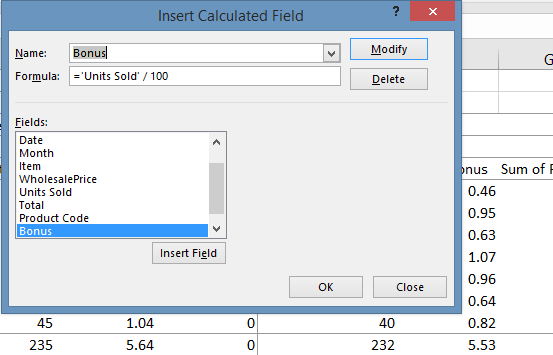 Insert Calculated Field
?
Name: Bonus
Modify
Formula: ='Units Sold' / 100
Delete
G
Fields:
Date
Month
Item
WholesalePrice
Units Sold
Total
Product Code
Bonus
Insert Field
OK
Close
onus Sum of F
0.46
0.95
0.63
1.07
0.96
0.64
45 1.04 0 40 0.82
235 5.64 0 232 5.53